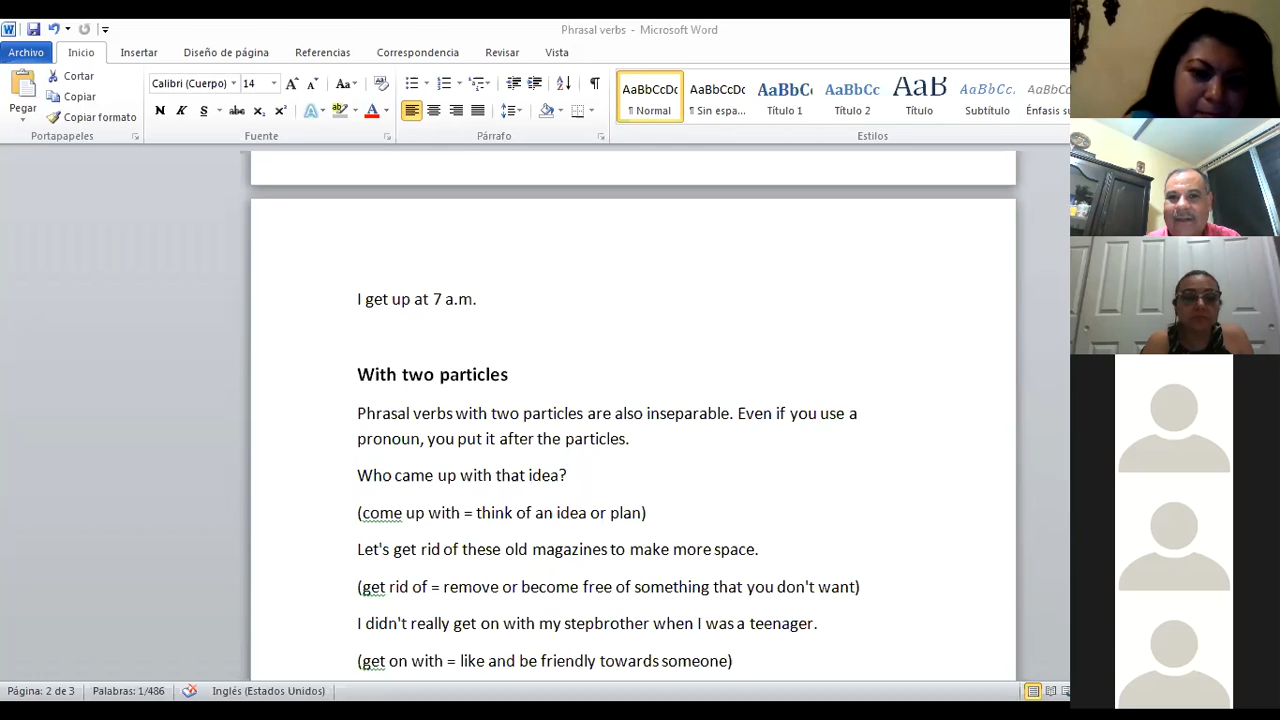 Phrasal verbs - Microsoft Word
Archivo Inicio Insertar Diseño de página Referencias Correspondencia Revisar Vista
Pegar
Cortar
Copiar
Copiar formato
Calibri (Cuerpo) 14 A A Aa
N K S abc x₂ x² A ab A
AaBbCcDc AaBbCcDc AaBbC AaBbCc AaB AaBbCc. AaBbCc
¶ Normal ¶ Sin espa... Título 1 Título 2 Título Subtítulo Énfasis su
Portapapeles Fuente Párrafo Estilos
I get up at 7 a.m.
With two particles
Phrasal verbs with two particles are also inseparable. Even if you use a
pronoun, you put it after the particles.
Who came up with that idea?
(come up with = think of an idea or plan)
Let's get rid of these old magazines to make more space.
(get rid of = remove or become free of something that you don't want)
I didn't really get on with my stepbrother when I was a teenager.
(get on with = like and be friendly towards someone)
Página: 2 de 3 Palabras: 1/486 Inglés (Estados Unidos)